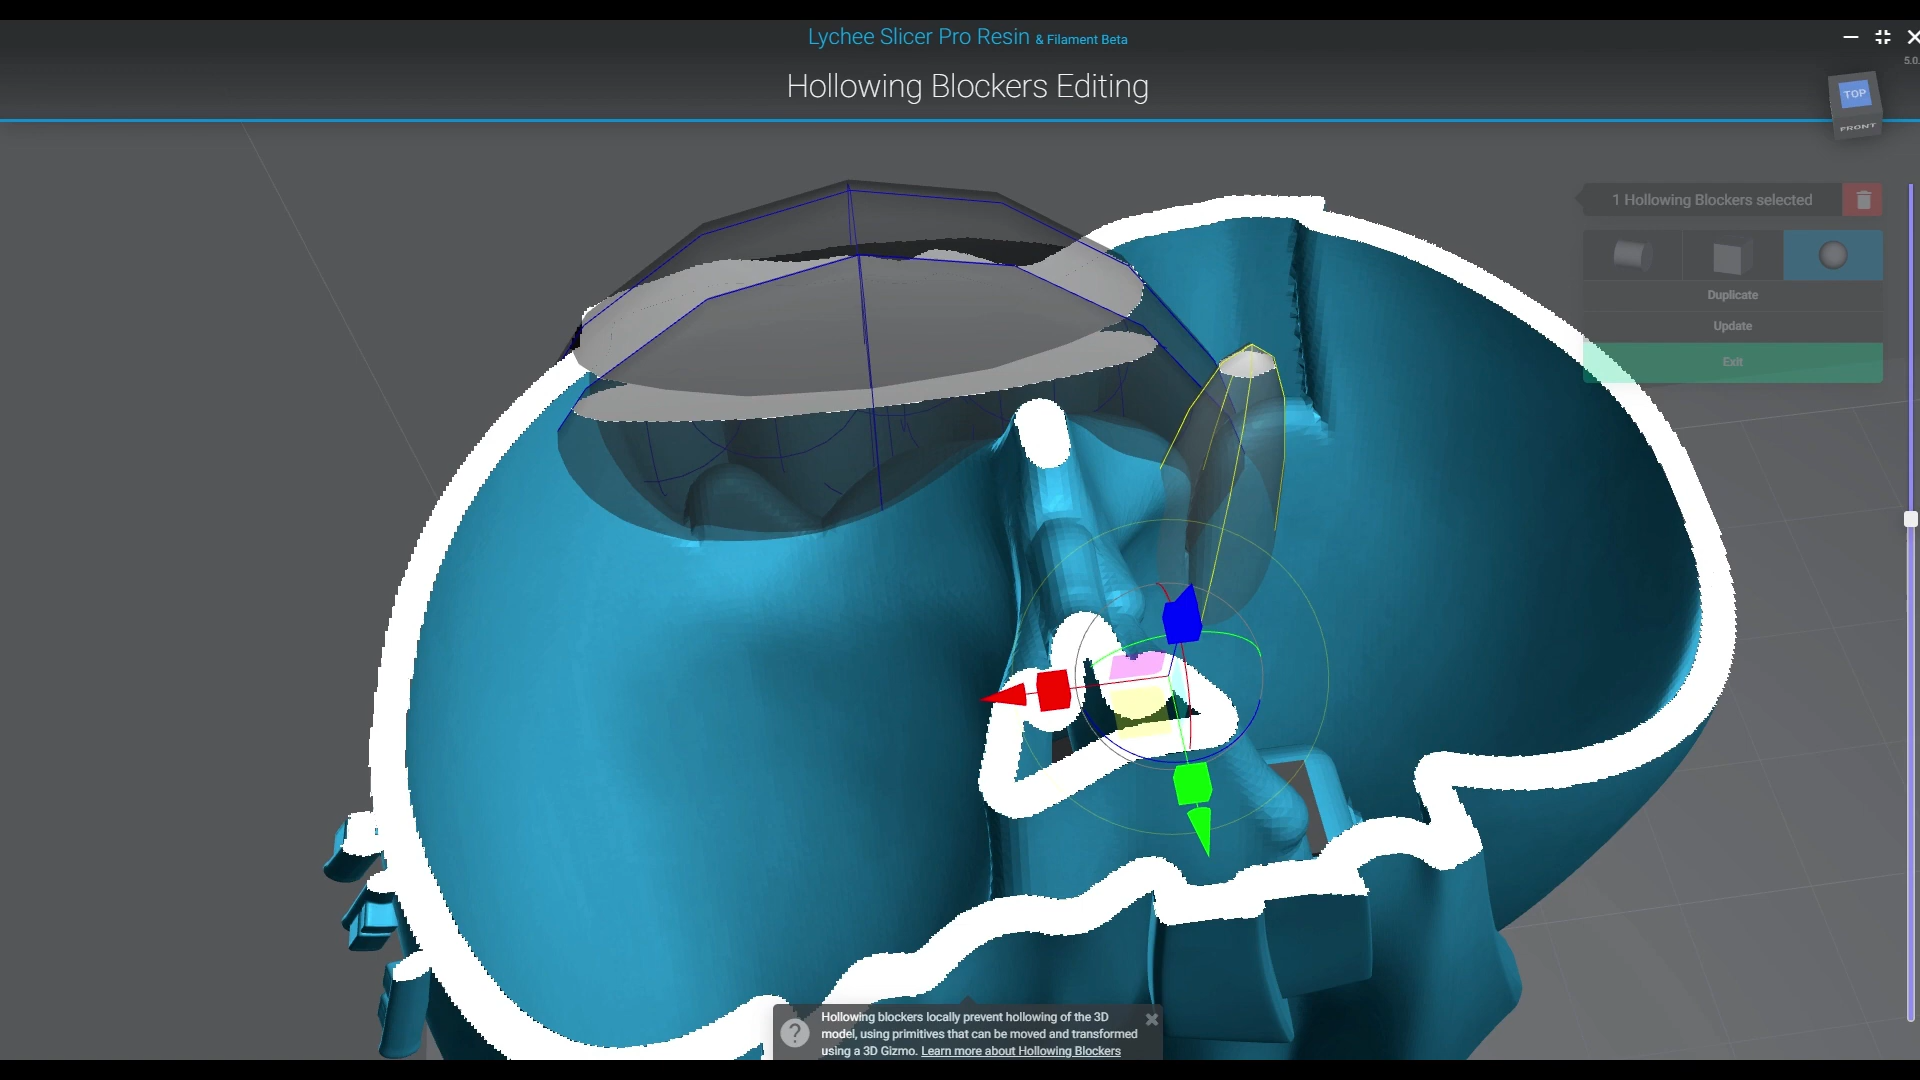 Lychee Slicer Pro Resin & Filament Beta
Hollowing Blockers Editing
5.0.
TOP
FRONT
1 Hollowing Blockers selected
Duplicate
Update
Exit
Hollowing blockers locally prevent hollowing of the 3D
model, using primitives that can be moved and transformed
using a 3D Gizmo. Learn more about Hollowing Blockers